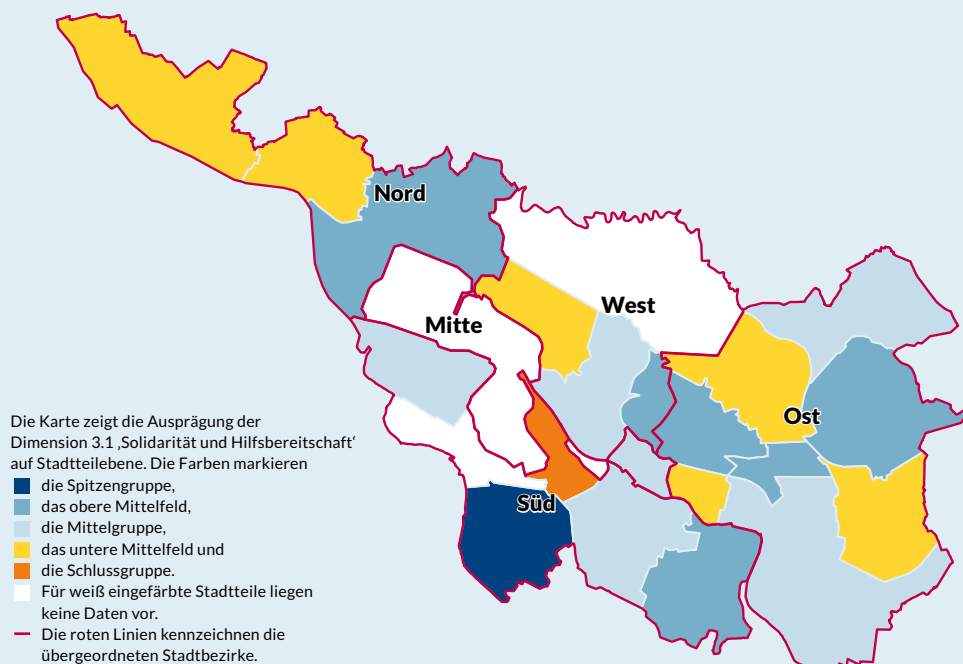 Nord
West
Mitte
Ost
Süd
Die Karte zeigt die Ausprägung der
Dimension 3.1 ‚Solidarität und Hilfsbereitschaft‘
auf Stadtteilebene. Die Farben markieren
die Spitzengruppe,
das obere Mittelfeld,
die Mittelgruppe,
das untere Mittelfeld und
die Schlussgruppe.
Für weiß eingefärbte Stadtteile liegen
keine Daten vor.
Die roten Linien kennzeichnen die
übergeordneten Stadtbezirke.